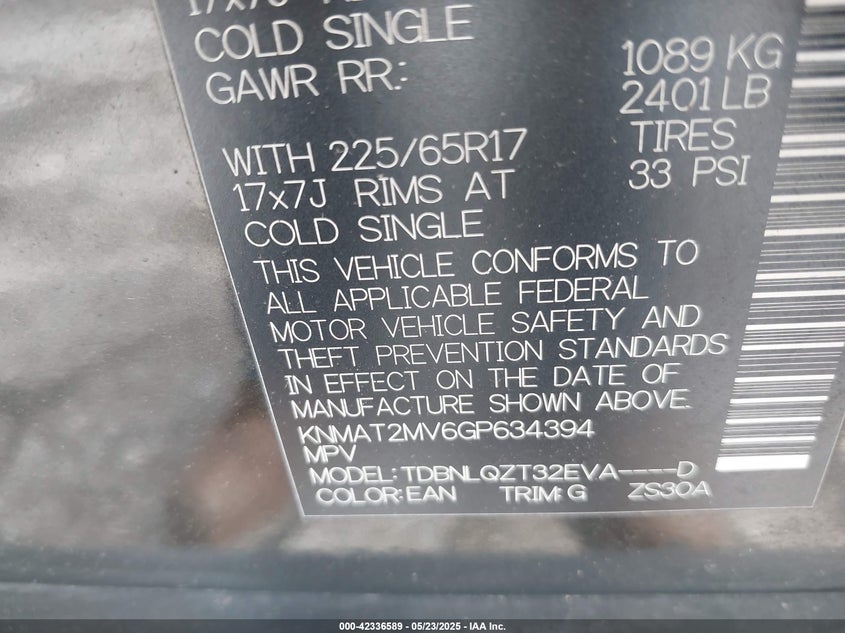 COLD SINGLE
GAWR RR: 1089 KG
2401 LB
WITH 225/65R17 TIRES
17x7J RIMS AT 33 PSI
COLD SINGLE
THIS VEHICLE CONFORMS TO
ALL APPLICABLE FEDERAL
MOTOR VEHICLE SAFETY AND
THEFT PREVENTION STANDARDS
IN EFFECT ON THE DATE OF
MANUFACTURE SHOWN ABOVE.
KNMAT2MV6GP634394
MPV
MODEL: TDBNLQZT32EVA----D
COLOR: EAN TRIM: G ZS30A
000-42336589 - 05/23/2025 - IAA Inc.